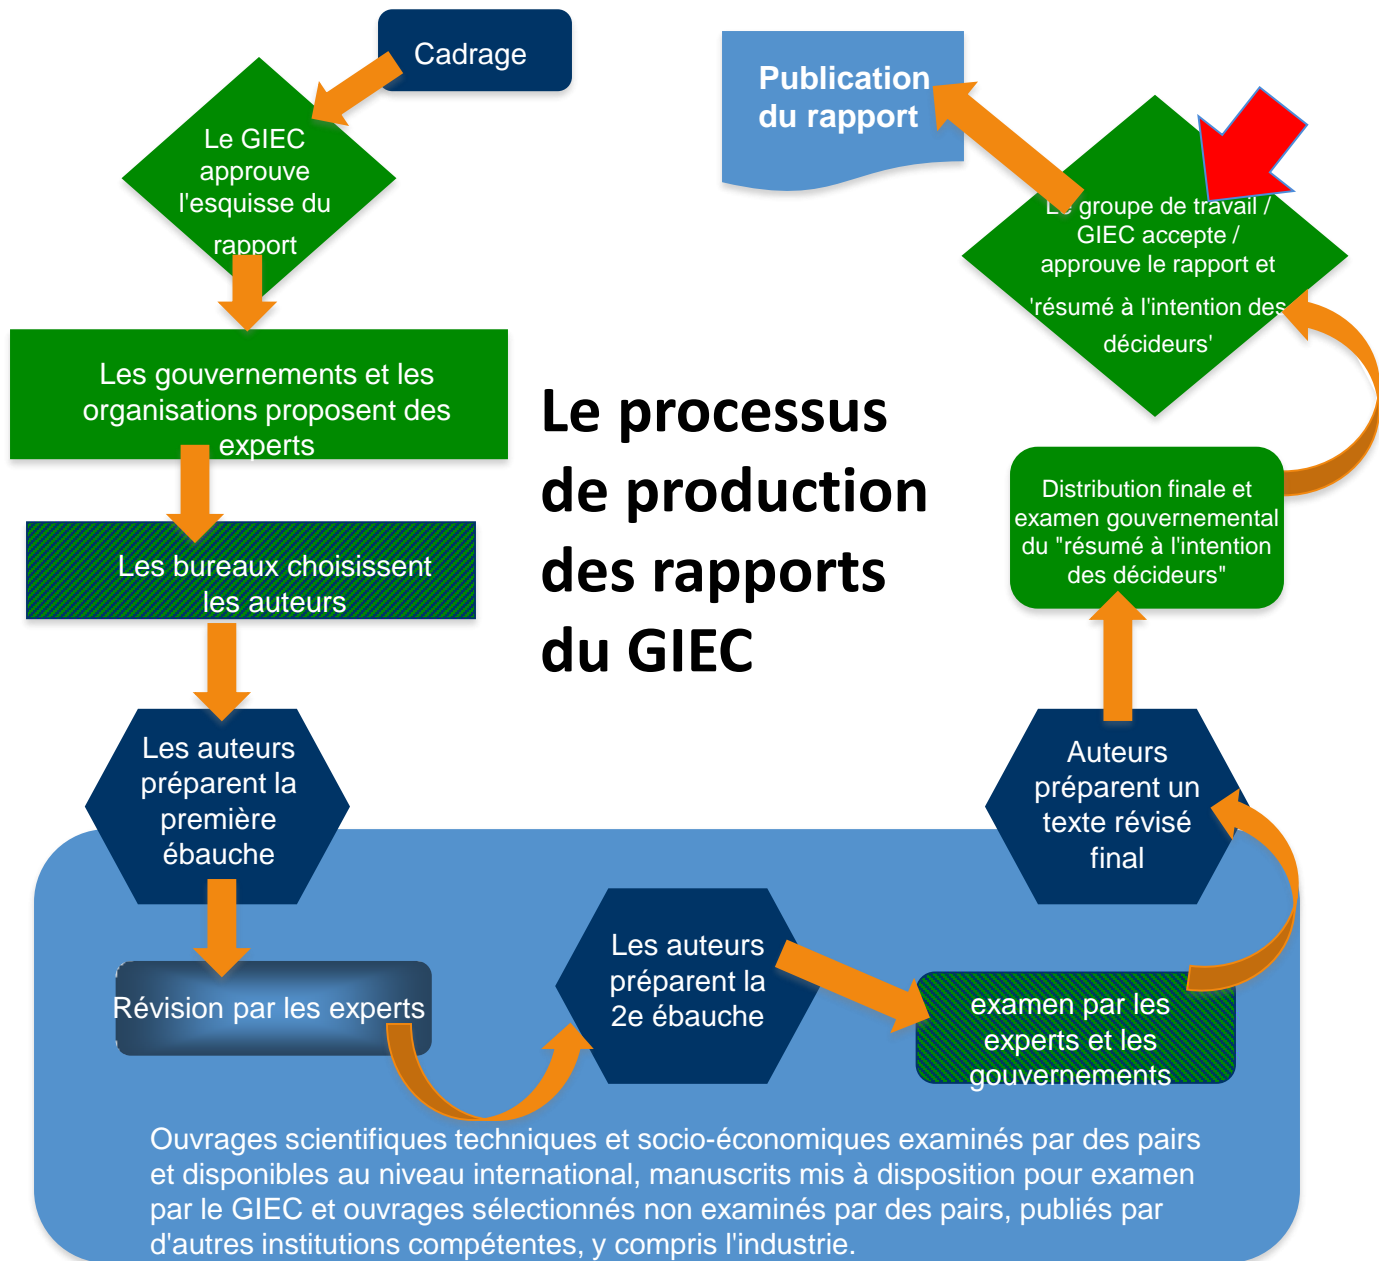 Cadrage
Le GIEC
approuve
l'esquisse du
rapport
Les gouvernements et les
organisations proposent des
experts
Les bureaux choisissent
les auteurs
Les auteurs
préparent la
première
ébauche
Révision par les experts
Les auteurs
préparent la
2e ébauche
examen par les
experts et les
gouvernements
Auteurs
préparent un
texte révisé
final
Distribution finale et
examen gouvernemental
du "résumé à l'intention
des décideurs"
Le groupe de travail /
GIEC accepte /
approuve le rapport et
'résumé à l'intention des
décideurs'
Publication
du rapport
Le processus
de production
des rapports
du GIEC
Ouvrages scientifiques techniques et socio-économiques examinés par des pairs
et disponibles au niveau international, manuscrits mis à disposition pour examen
par le GIEC et ouvrages sélectionnés non examinés par des pairs, publiés par
d'autres institutions compétentes, y compris l'industrie.